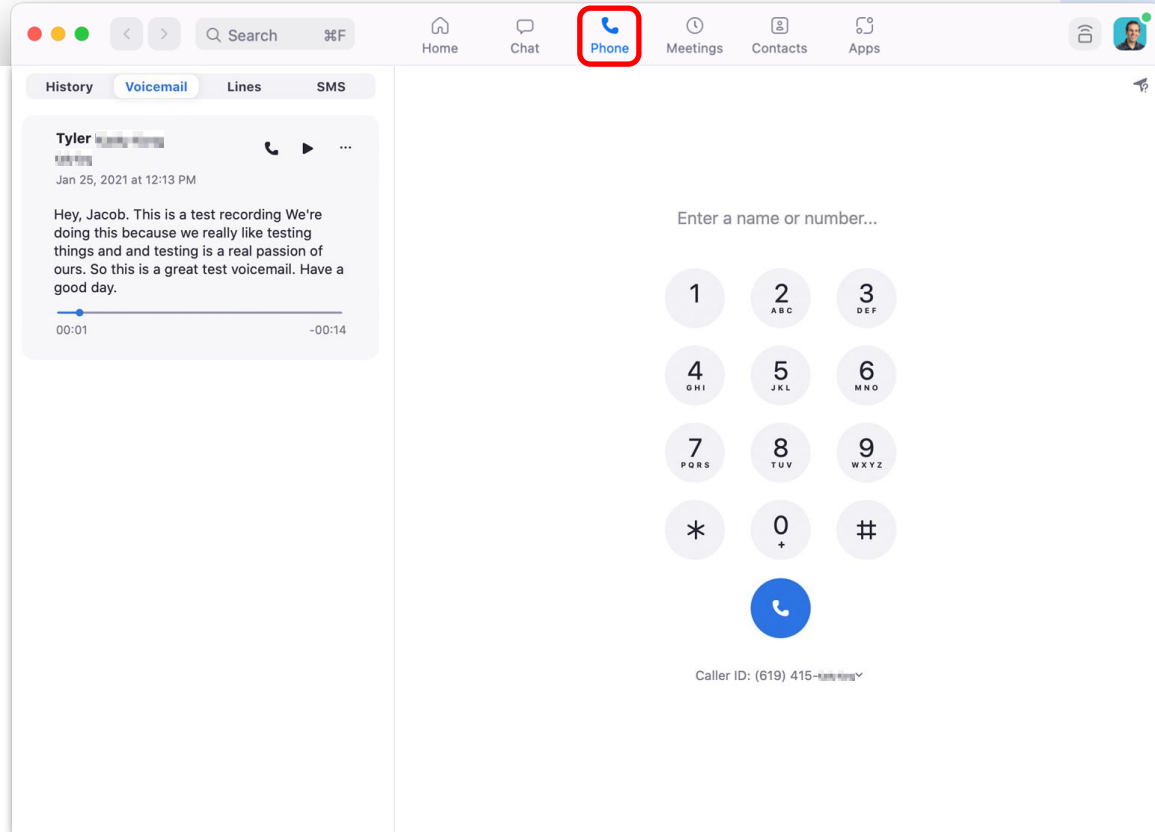 Search ⌘F
Home
Chat
Phone
Meetings
Contacts
Apps
History Voicemail Lines SMS
Tyler
Jan 25, 2021 at 12:13 PM
Hey, Jacob. This is a test recording We're
doing this because we really like testing
things and and testing is a real passion of
ours. So this is a great test voicemail. Have a
good day.
00:01 -00:14
Enter a name or number...
1
2
ABC
3
DEF
4
GHI
5
JKL
6
MNO
7
PQRS
8
TUV
9
WXYZ
*
0
+
#
Caller ID: (619) 415-